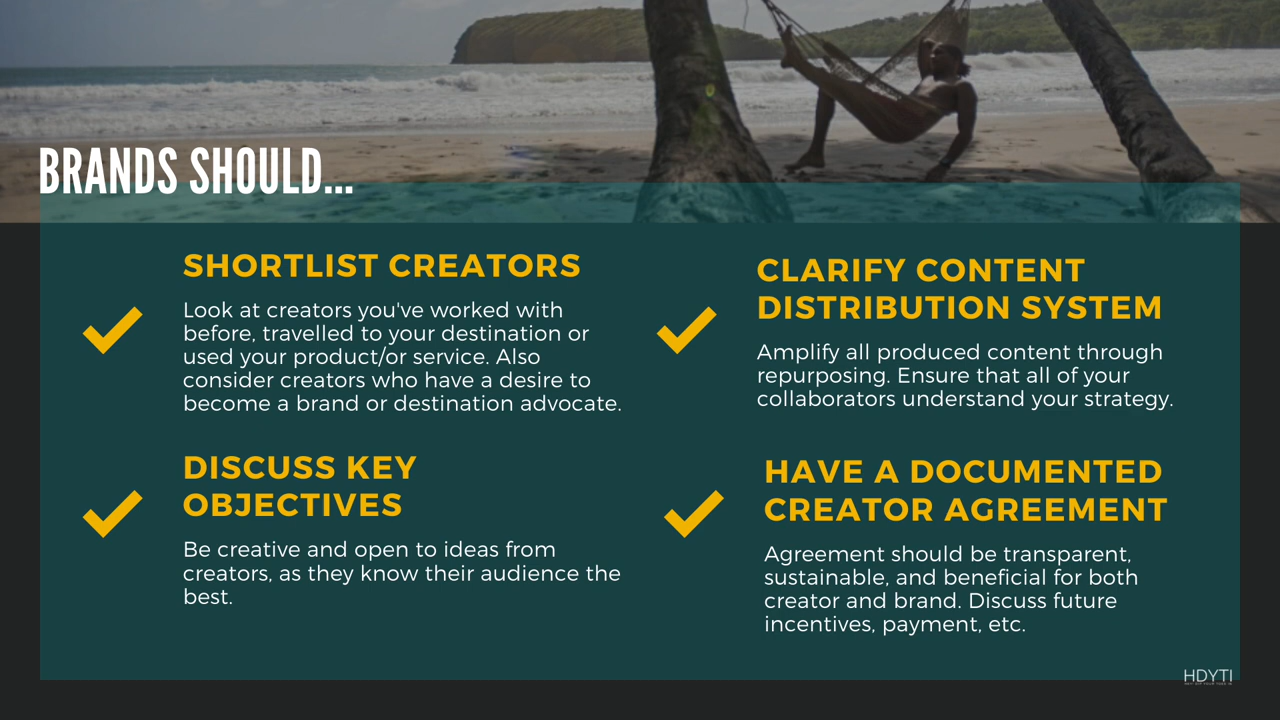 BRANDS SHOULD...
SHORTLIST CREATORS
Look at creators you've worked with
before, travelled to your destination or
used your product/or service. Also
consider creators who have a desire to
become a brand or destination advocate.
DISCUSS KEY
OBJECTIVES
Be creative and open to ideas from
creators, as they know their audience the
best.
CLARIFY CONTENT
DISTRIBUTION SYSTEM
Amplify all produced content through
repurposing. Ensure that all of your
collaborators understand your strategy.
HAVE A DOCUMENTED
CREATOR AGREEMENT
Agreement should be transparent,
sustainable, and beneficial for both
creator and brand. Discuss future
incentives, payment, etc.
HDYTI